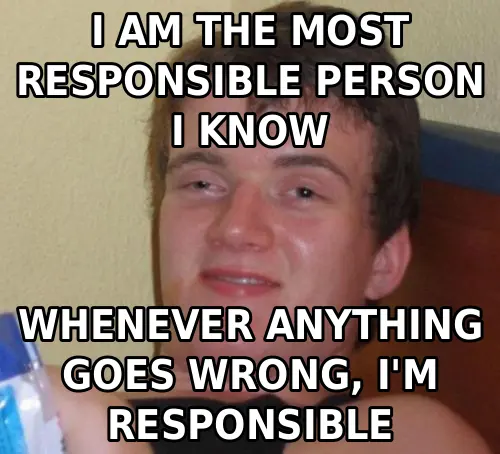 I AM THE MOST
RESPONSIBLE PERSON
I KNOW
WHENEVER ANYTHING
GOES WRONG, I'M
RESPONSIBLE